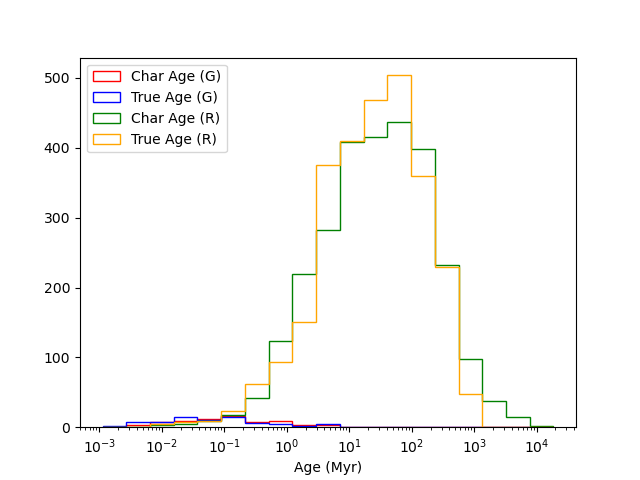 Char Age (G)
True Age (G)
Char Age (R)
True Age (R)
500
400
300
200
100
0
10⁻³ 10⁻² 10⁻¹ 10⁰ 10¹ 10² 10³ 10⁴
Age (Myr)